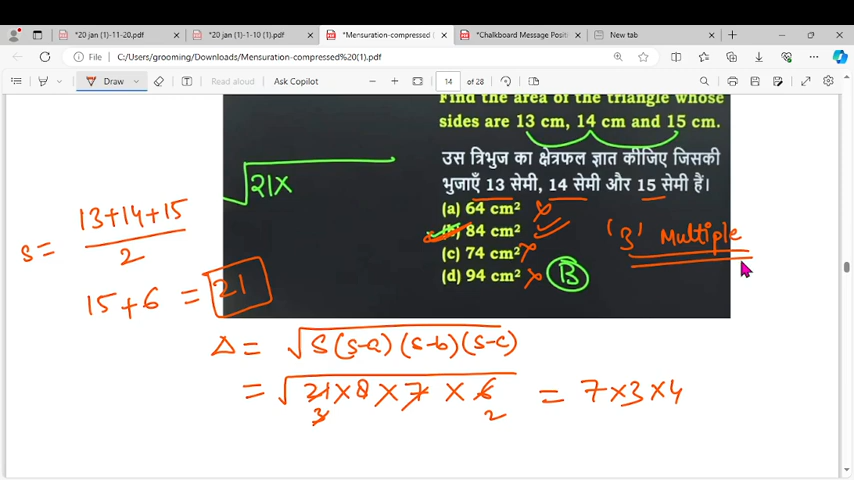 *20 jan (1)-11-20.pdf
20 jan (1)-1-10 (1).pdf
*Mensuration-compressed
*Chalkboard Message Positi
New tab
File
C:/Users/grooming/Downloads/Mensuration-compressed%20(1).pdf
Draw
Read aloud
Ask Copilot
14 of 28
Find the area of the triangle whose
sides are 13 cm, 14 cm and 15 cm.
उस त्रिभुज का क्षेत्रफल ज्ञात कीजिए जिसकी
भुजाएँ 13 सेमी, 14 सेमी और 15 सेमी हैं।
(a) 64 cm²
(b) 84 cm²
(c) 74 cm²
(d) 94 cm²
B
√21×
'3' Multiple
S = 13+14+15 / 2
15+6 = 21
Δ = √S(s-a)(s-b)(s-c)
= √21×8×7×6 = 7×3×4
3 2